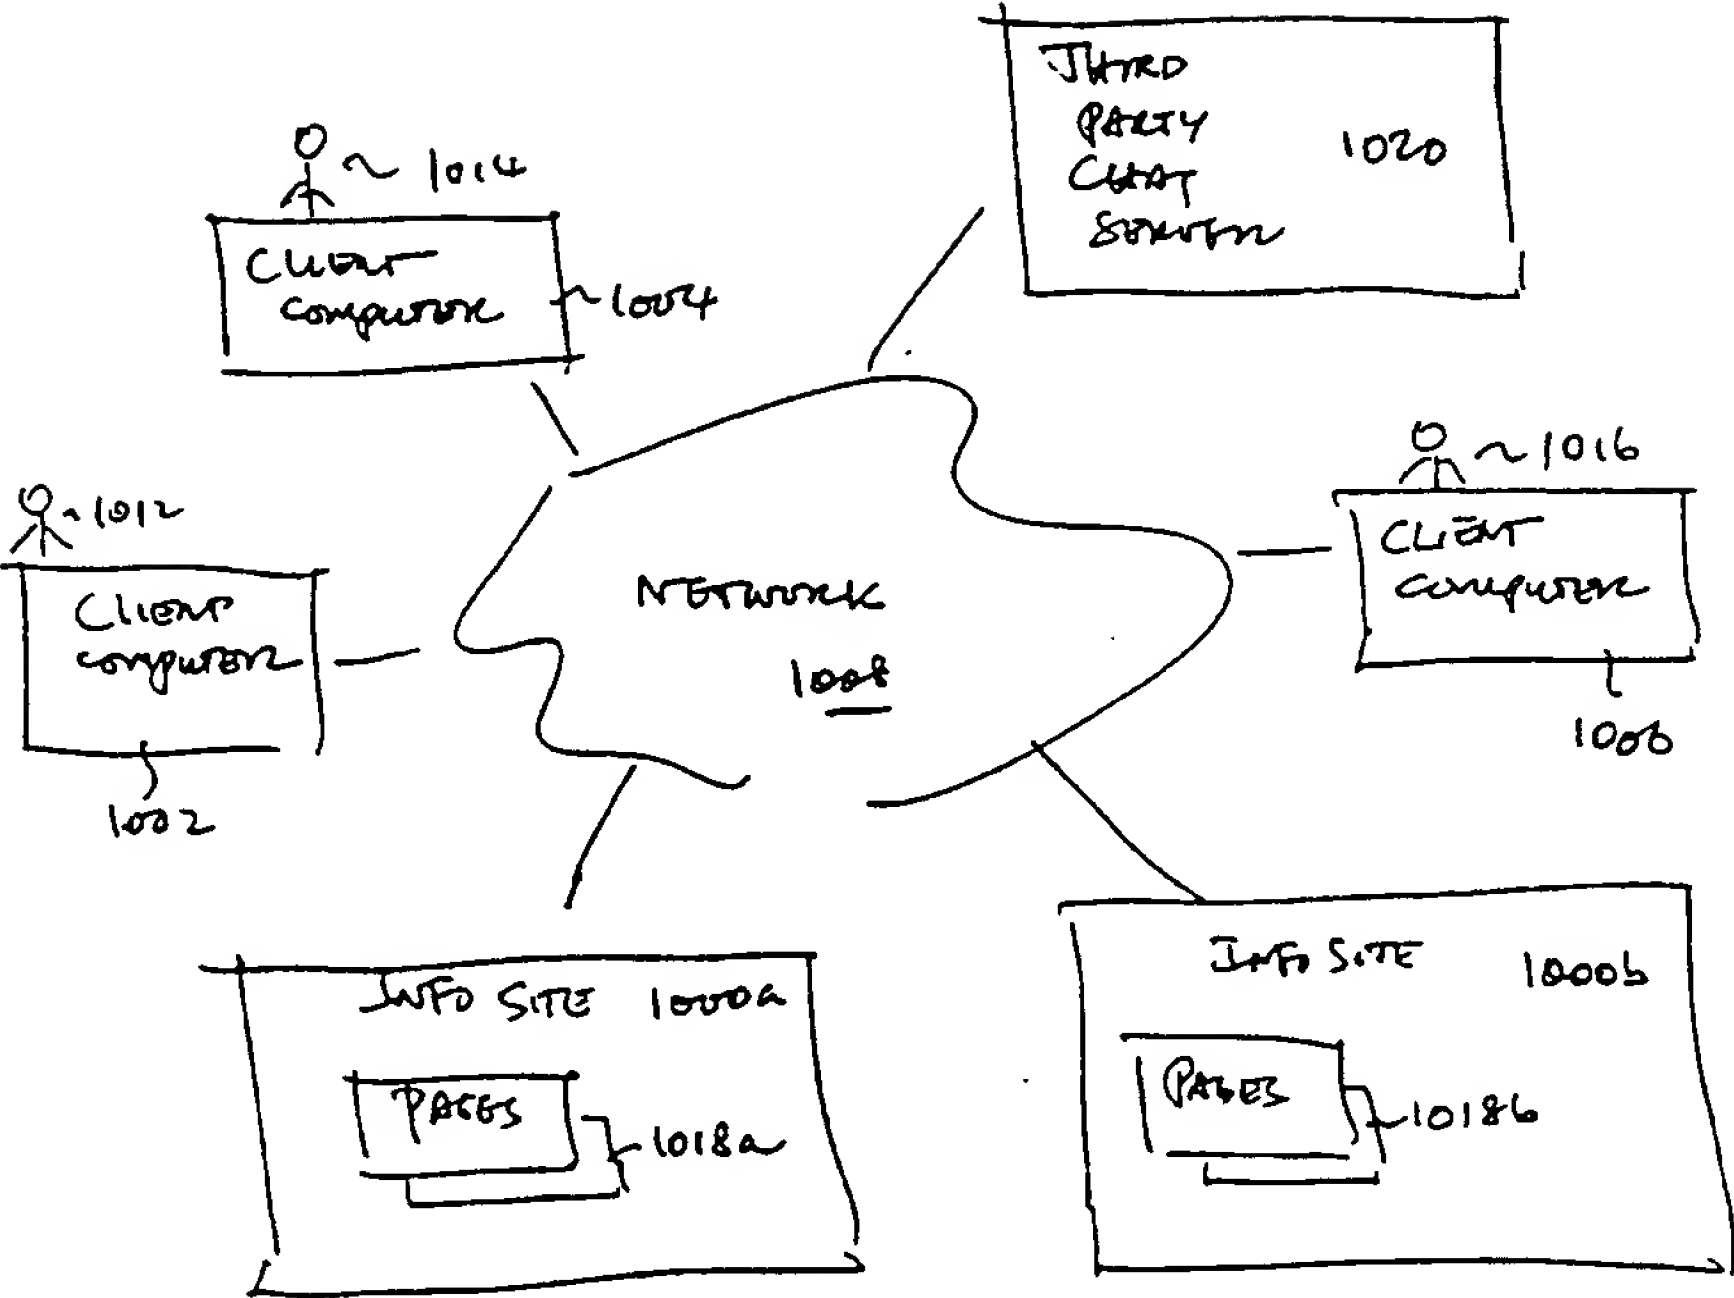 THIRD
PARTY
CHAT
SERVER
1020
1014
CLIENT
COMPUTER
1004
1016
CLIENT
COMPUTER
1006
1012
CLIENT
COMPUTER
1002
NETWORK
1008
INFO SITE 1000a
PAGES
1018a
INFO SITE 1000b
PAGES
1018b